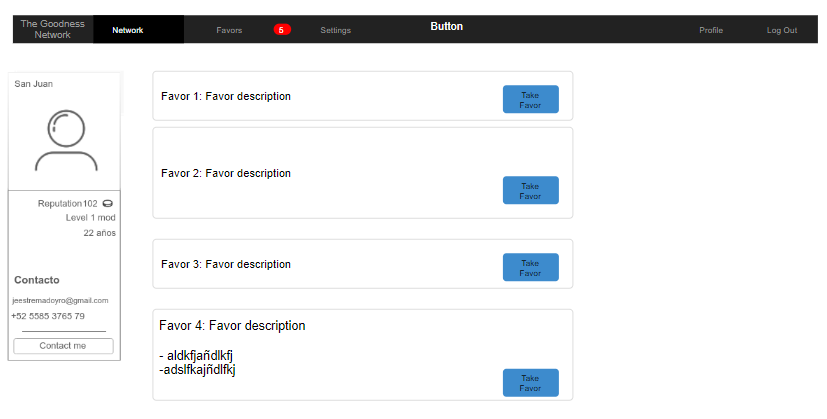 The Goodness
Network
Network
Favors
5
Settings
Button
Profile
Log Out
San Juan
Reputation102
Level 1 mod
22 años
Contacto
jeestremadoyro@gmail.com
+52 5585 3765 79
Contact me
Favor 1: Favor description
Take
Favor
Favor 2: Favor description
Take
Favor
Favor 3: Favor description
Take
Favor
Favor 4: Favor description
- aldkfjañdlkfj
-adslfkajñdlfkj
Take
Favor